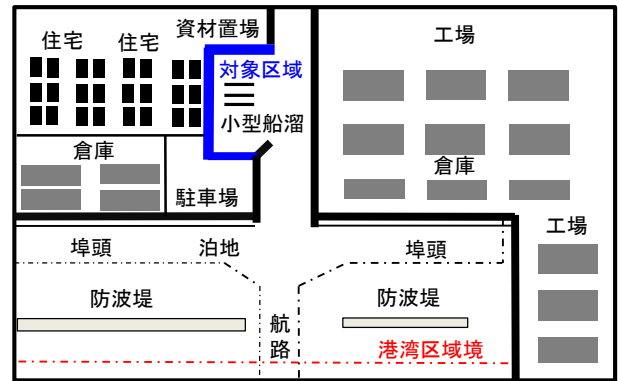 資材置場
工場
住宅
住宅
対象区域
小型船溜
倉庫
倉庫
駐車場
工場
埠頭
泊地
埠頭
防波堤
防波堤
航路
港湾区域境